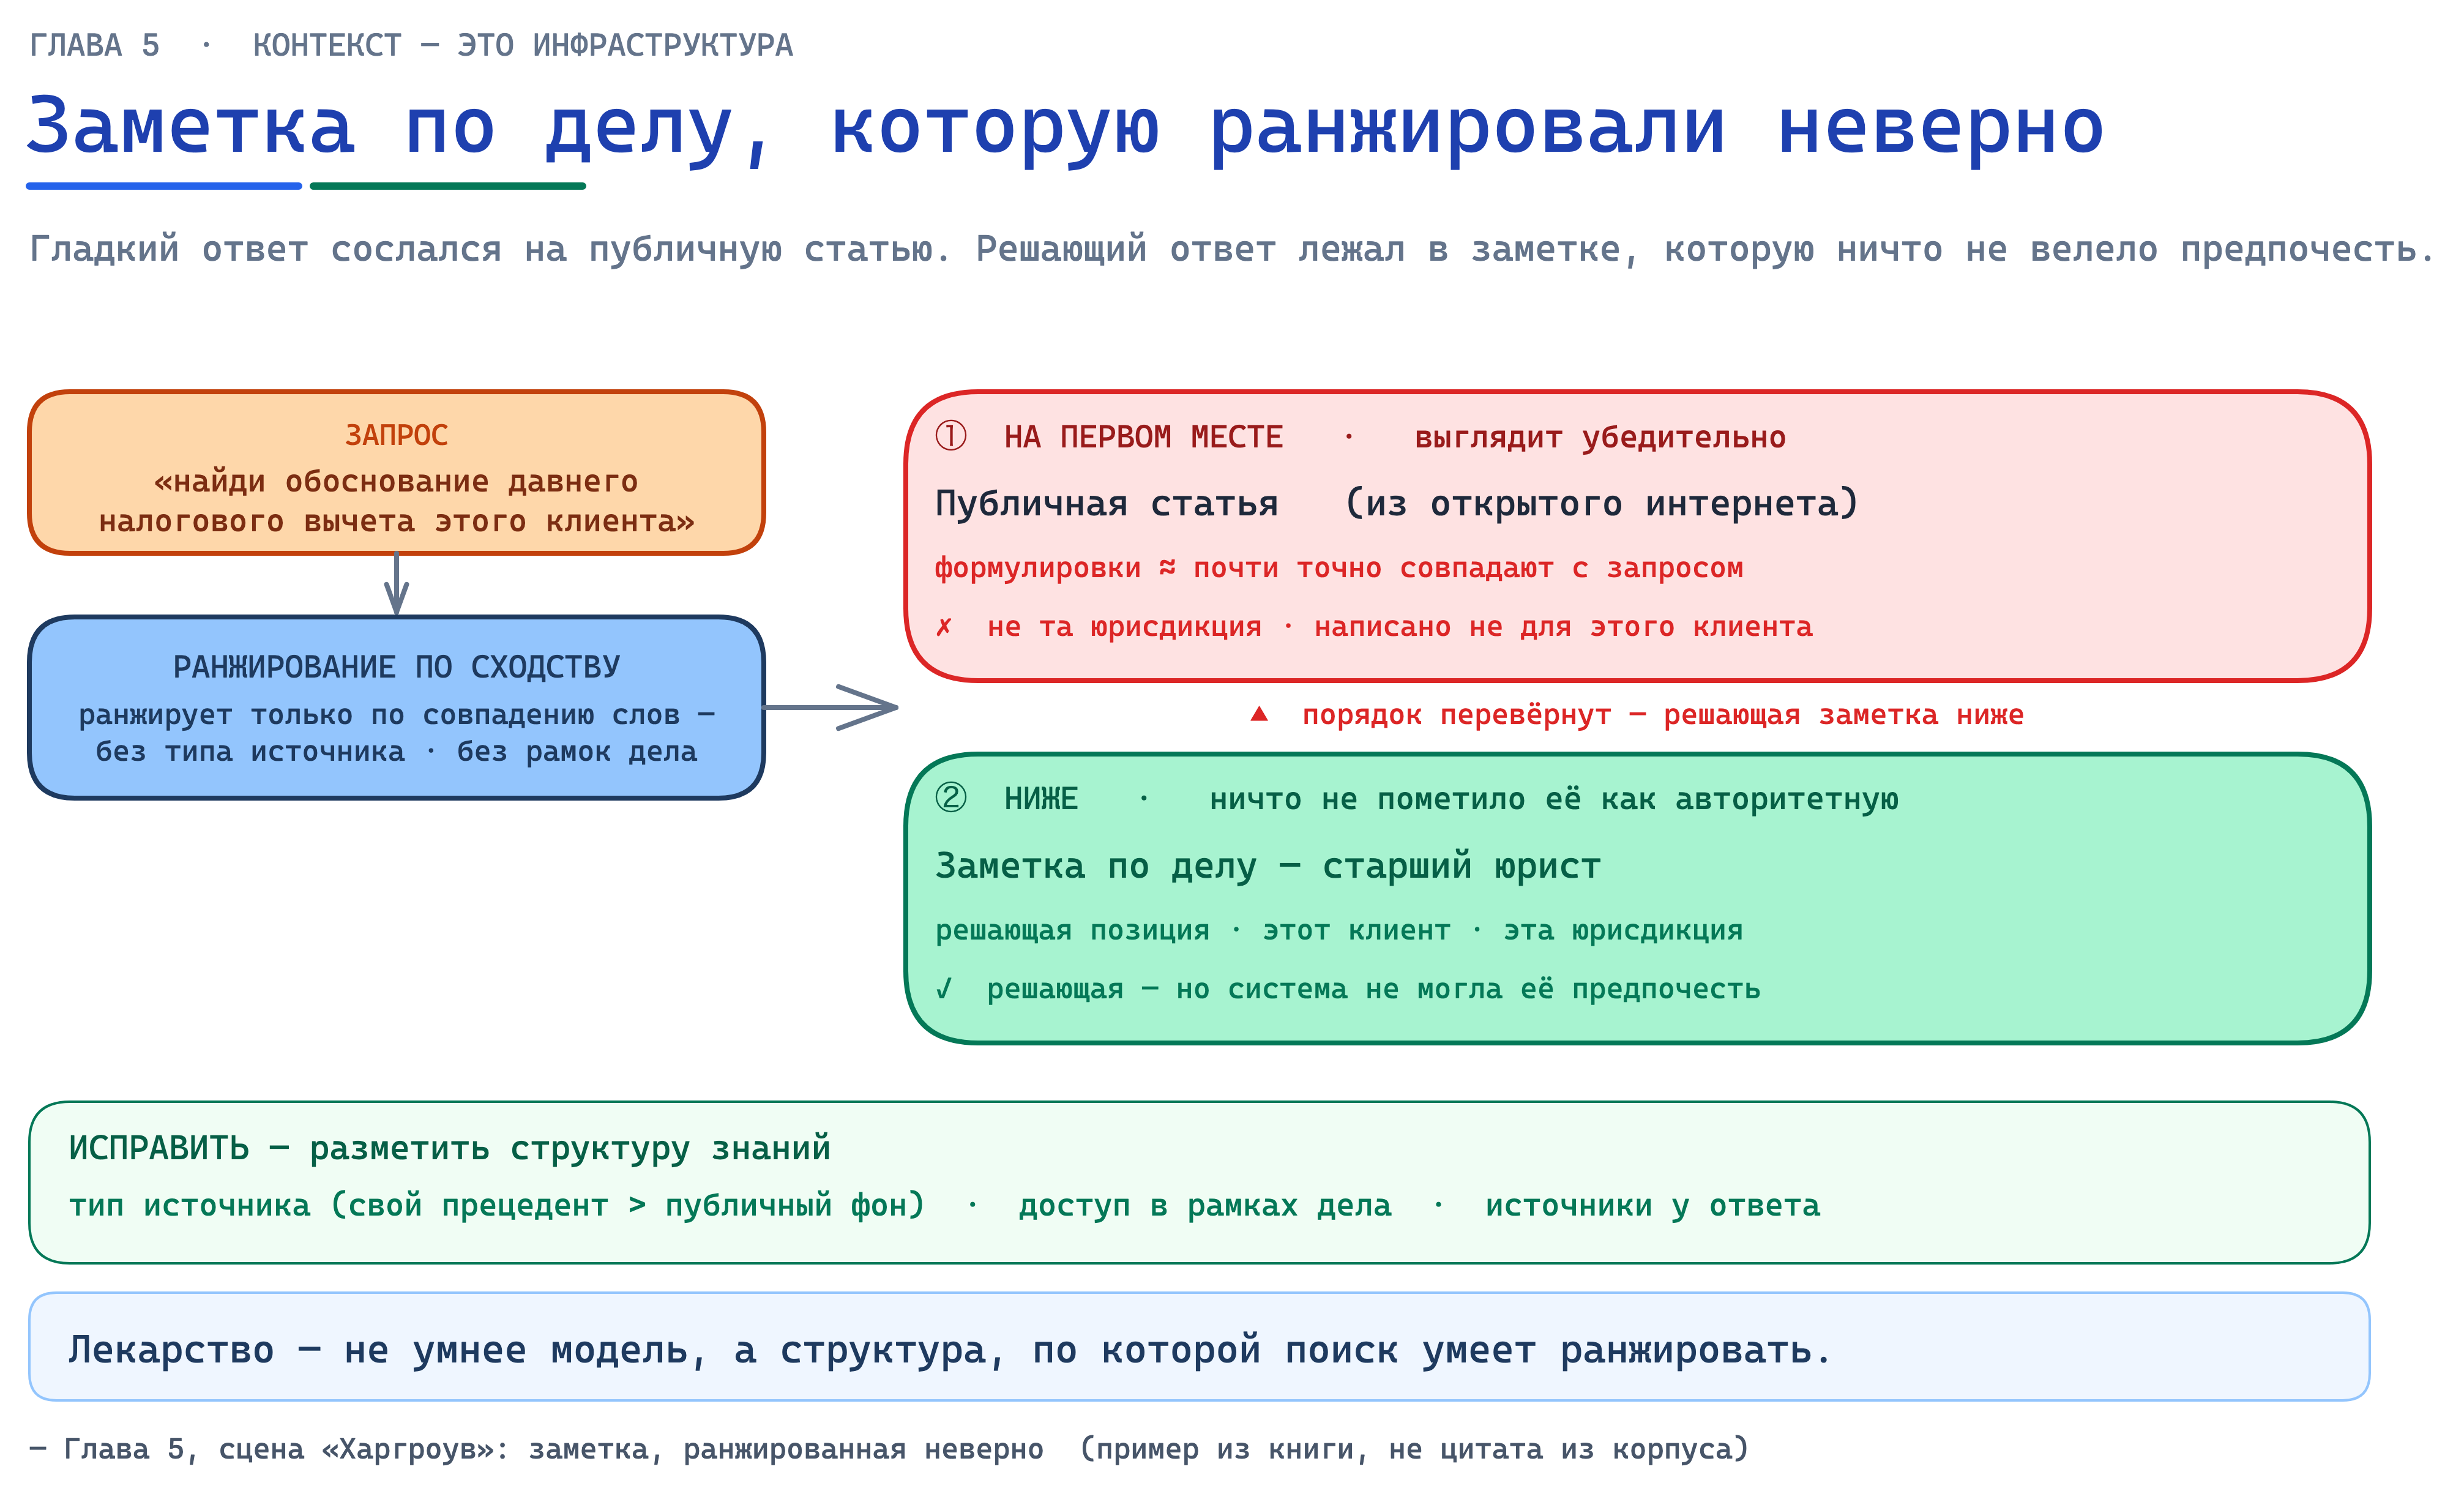 ГЛАВА 5 · КОНТЕКСТ — ЭТО ИНФРАСТРУКТУРА
Заметка по делу, которую ранжировали неверно
Гладкий ответ сослался на публичную статью. Решающий ответ лежал в заметке, которую ничто не велело предпочесть.
ЗАПРОС
«найди обоснование давнего
налогового вычета этого клиента»
РАНЖИРОВАНИЕ ПО СХОДСТВУ
ранжирует только по совпадению слов —
без типа источника · без рамок дела
① НА ПЕРВОМ МЕСТЕ · выглядит убедительно
Публичная статья (из открытого интернета)
формулировки ≈ почти точно совпадают с запросом
✗ не та юрисдикция · написано не для этого клиента
▲ порядок перевёрнут — решающая заметка ниже
② НИЖЕ · ничто не пометило её как авторитетную
Заметка по делу — старший юрист
решающая позиция · этот клиент · эта юрисдикция
✓ решающая — но система не могла её предпочесть
ИСПРАВИТЬ — разметить структуру знаний
тип источника (свой прецедент > публичный фон) · доступ в рамках дела · источники у ответа
Лекарство — не умнее модель, а структура, по которой поиск умеет ранжировать.
— Глава 5, сцена «Харгроув»: заметка, ранжированная неверно (пример из книги, не цитата из корпуса)